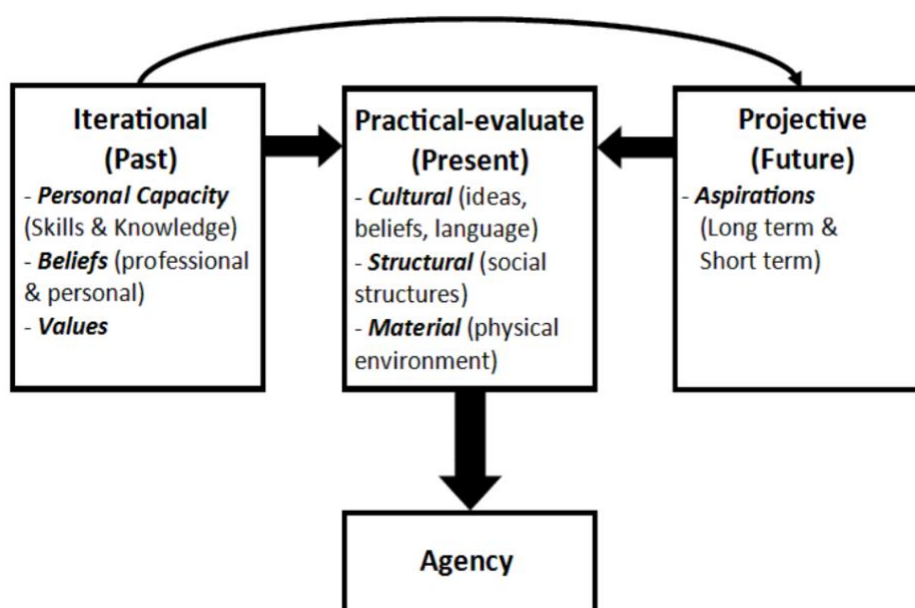 Iterational
(Past)
- Personal Capacity
(Skills & Knowledge)
- Beliefs (professional
& personal)
- Values
Practical-evaluate
(Present)
- Cultural (ideas,
beliefs, language)
- Structural (social
structures)
- Material (physical
environment)
Projective
(Future)
- Aspirations
(Long term &
Short term)
Agency